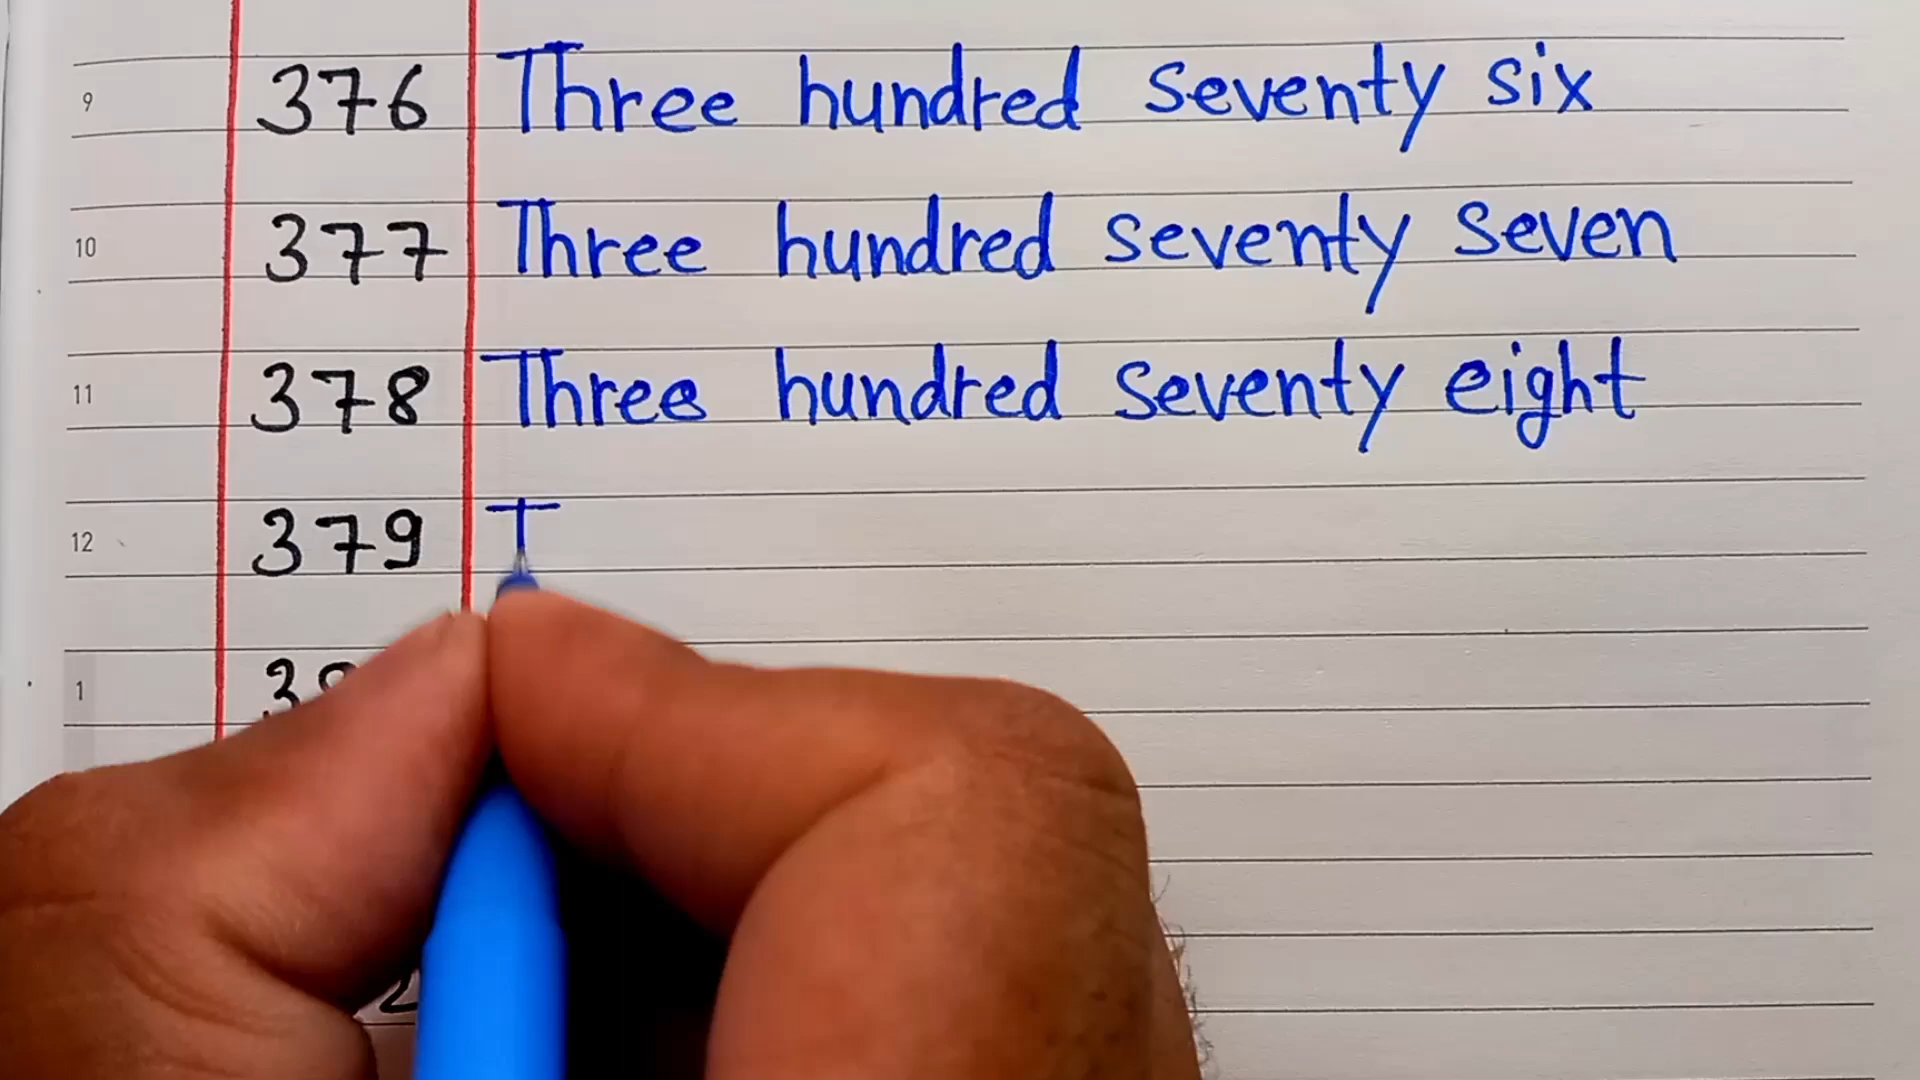 9 376 Three hundred seventy six
10 377 Three hundred seventy seven
11 378 Three hundred seventy eight
12 379 T
1